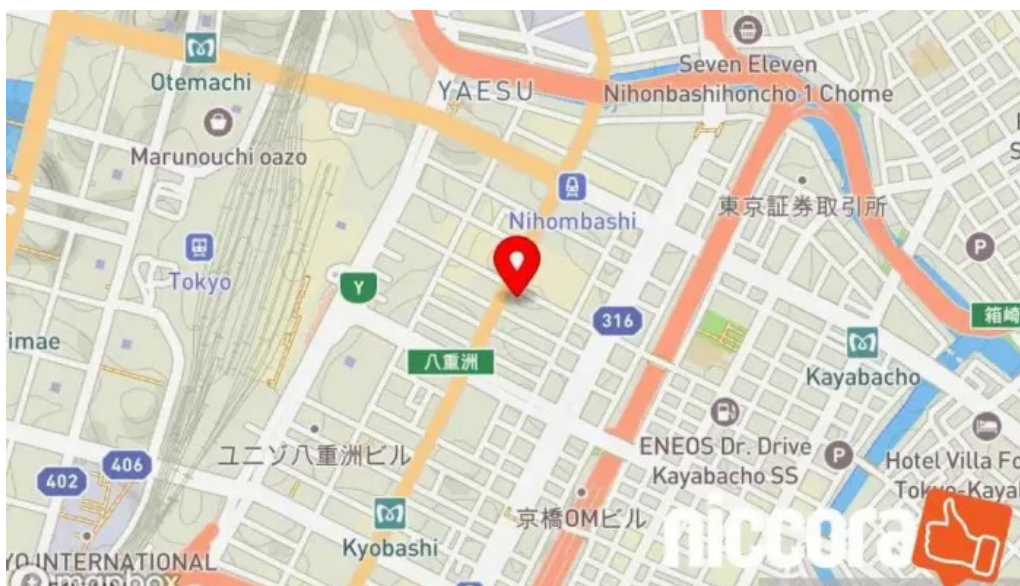 Otemachi
YAESU
Seven Eleven
Nihonbashihoncho 1 Chome
Marunouchi oazo
Nihombashi
東京証券取引所
P
Tokyo
Y
316
箱崎
imae
八重洲
Kayabacho
ENEOS Dr. Drive
Kayabacho SS
P
Hotel Villa Fo
Tokyo-Kayal
ユニゾ八重洲ビル
406
402
京橋OMビル
Kyobashi
niccora
YO INTERNATIONAL
mapbox